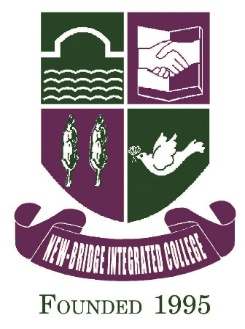 NEW-BRIDGE INTEGRATED COLLEGE
FOUNDED 1995